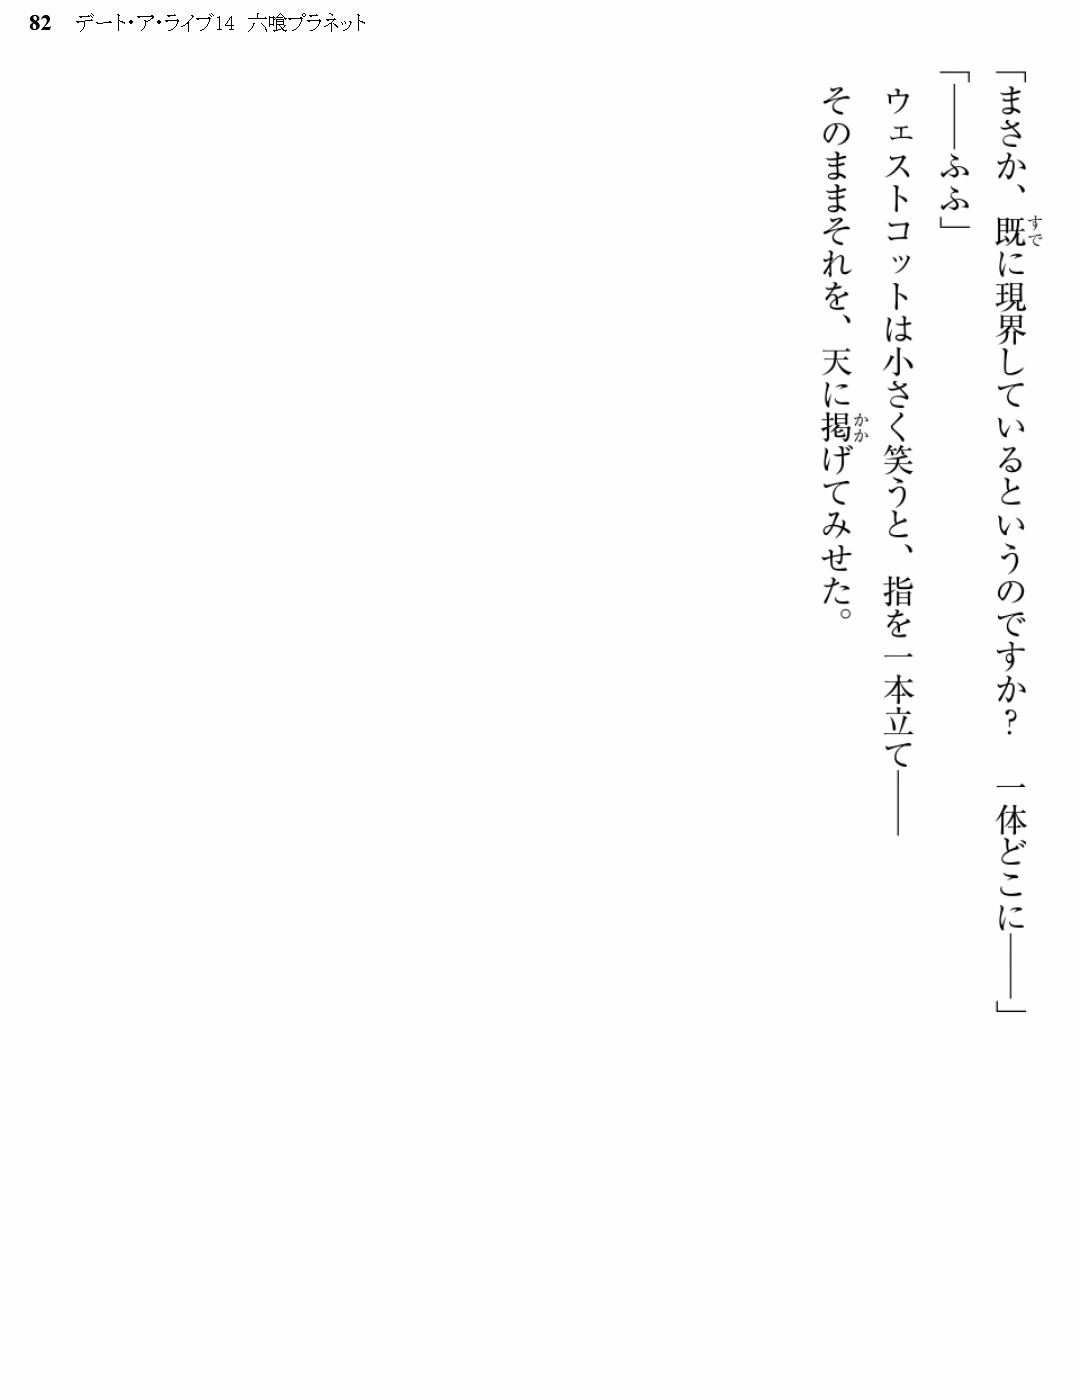 82 デート・ア・ライブ14 六喰プラネット
「まさか、既に現界しているというのですか？　一体どこに――」
「――ふふ」
ウェストコットは小さく笑うと、指を一本立て――
そのままそれを、天に掲げてみせた。